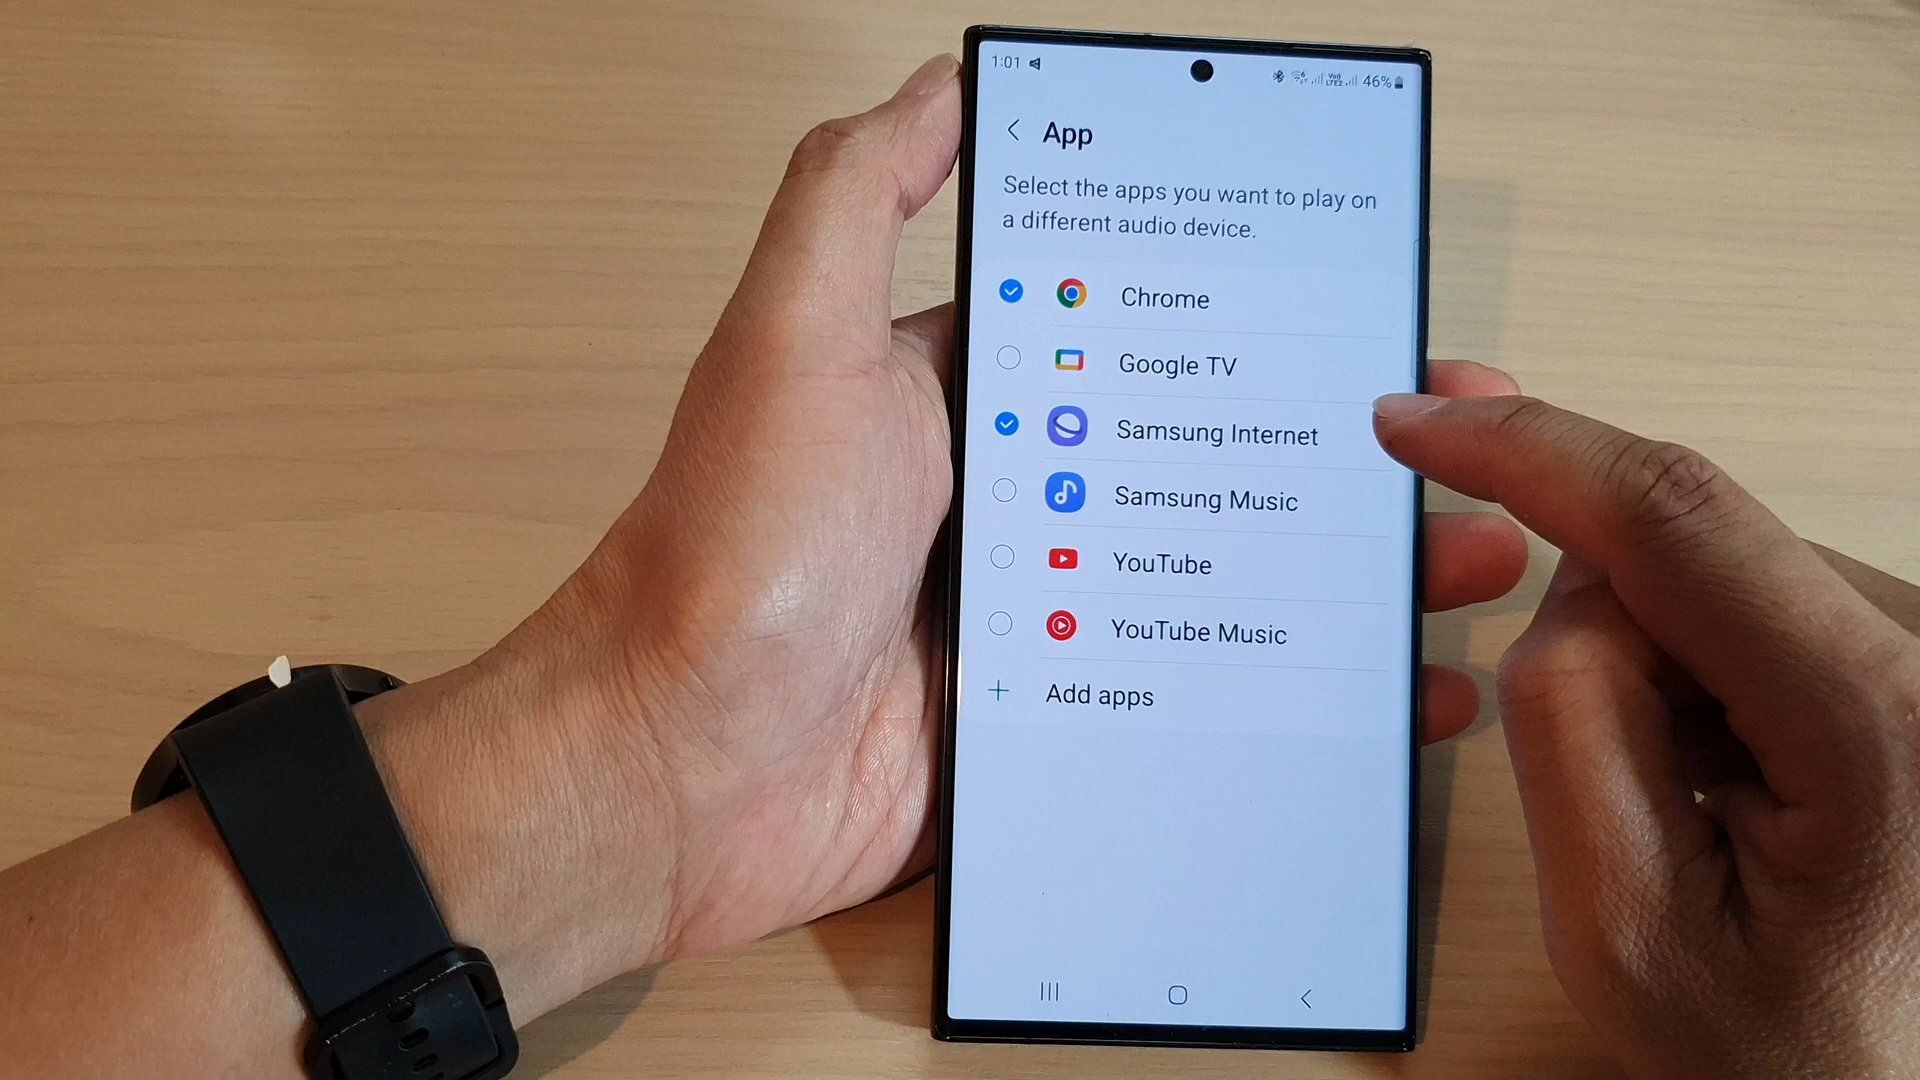 1:01 46%
App
Select the apps you want to play on
a different audio device.
Chrome
Google TV
Samsung Internet
Samsung Music
YouTube
YouTube Music
Add apps